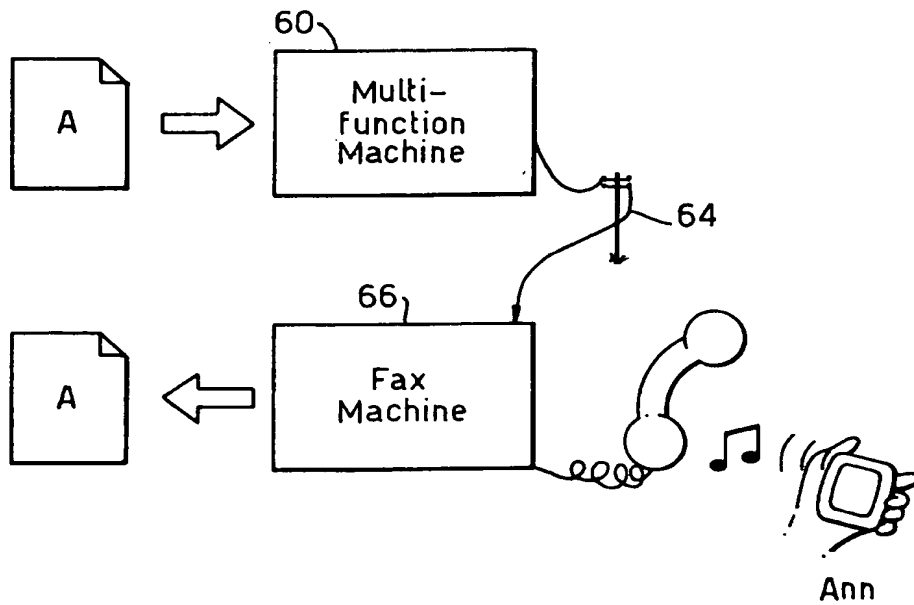 60
A
Multi-
function
Machine
64
66
A
Fax
Machine
Ann